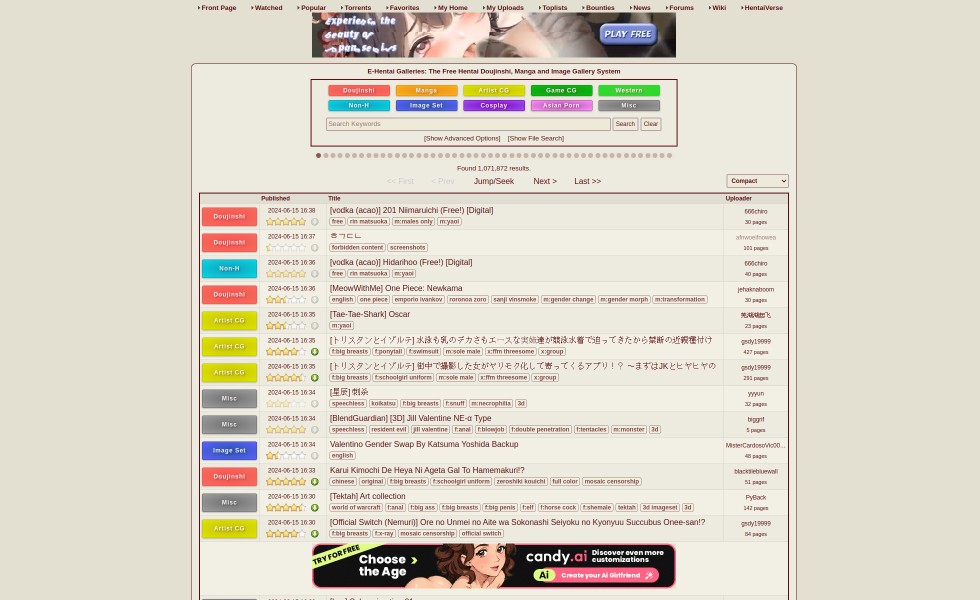 Front Page Watched Popular Torrents Favorites My Home My Uploads Toplists Bounties News Forums Wiki HentaiVerse
Experience the
beauty of
PLAY FREE
E-Hentai Galleries: The Free Hentai Doujinshi, Manga and Image Gallery System
Doujinshi Manga Artist CG Game CG Western
Non-H Image Set Cosplay Asian Porn Misc
Search Keywords Search Clear
[Show Advanced Options] [Show File Search]
Found 1,071,872 results.
<< First < Prev Jump/Seek Next > Last >> Compact
Published Title Uploader
Doujinshi 2024-06-15 16:38 [vodka (acao)] 201 Niimaruichi (Free!) [Digital] 666chiro
free rin matsuoka m:males only m:yaoi 30 pages
Doujinshi 2024-06-15 16:37
forbidden content screenshots 101 pages
Non-H 2024-06-15 16:36 [vodka (acao)] Hidarihoo (Free!) [Digital] 666chiro
free rin matsuoka m:yaoi 40 pages
Doujinshi 2024-06-15 16:36 [MeowWithMe] One Piece: Newkama jehaknaboom
english one piece emporio ivankov roronoa zoro sanji vinsmoke m:gender change m:gender morph m:transformation 30 pages
Artist CG 2024-06-15 16:35 [Tae-Tae-Shark] Oscar
m:yaoi 23 pages
Artist CG 2024-06-15 16:35 [トリスタンとイゾルテ] 水泳も乳のデカさもエースな実姉達が競泳水着で迫ってきたから禁断の近親種付け gsdy19999
f:big breasts f:ponytail f:swimsuit m:sole male x:ffm threesome x:group 427 pages
Artist CG 2024-06-15 16:35 [トリスタンとイゾルテ] 街中で撮影した女がヤリモク化して寄ってくるアプリ！？ ～まずはJKとヒヤヒヤの gsdy19999
f:big breasts f:schoolgirl uniform m:sole male x:ffm threesome x:group 291 pages
Misc 2024-06-15 16:34 [星辰] 刺杀 yyyun
speechless koikatsu f:big breasts f:snuff m:necrophilia 3d 32 pages
Misc 2024-06-15 16:34 [BlendGuardian] [3D] Jill Valentine NE-α Type biggnf
speechless resident evil jill valentine f:anal f:blowjob f:double penetration f:tentacles m:monster 3d 5 pages
Image Set 2024-06-15 16:34 Valentino Gender Swap By Katsuma Yoshida Backup MisterCardosoVic00...
english 48 pages
Doujinshi 2024-06-15 16:33 Karui Kimochi De Heya Ni Ageta Gal To Hamemakuri!? blacktilebluewall
chinese original f:big breasts f:schoolgirl uniform zeroshiki kouichi full color mosaic censorship 51 pages
Misc 2024-06-15 16:30 [Tektah] Art collection PyBack
world of warcraft f:anal f:big ass f:big breasts f:big penis f:elf f:horse cock f:shemale tektah 3d imageset 3d 142 pages
Artist CG 2024-06-15 16:30 [Official Switch (Nemuri)] Ore no Unmei no Aite wa Sokonashi Seiyoku no Kyonyuu Succubus Onee-san!? gsdy19999
f:big breasts f:x-ray mosaic censorship official switch 84 pages
TRY FOR FREE
Choose
the Age
candy.ai Discover even more
customizations
Ai Create your Ai Girlfriend